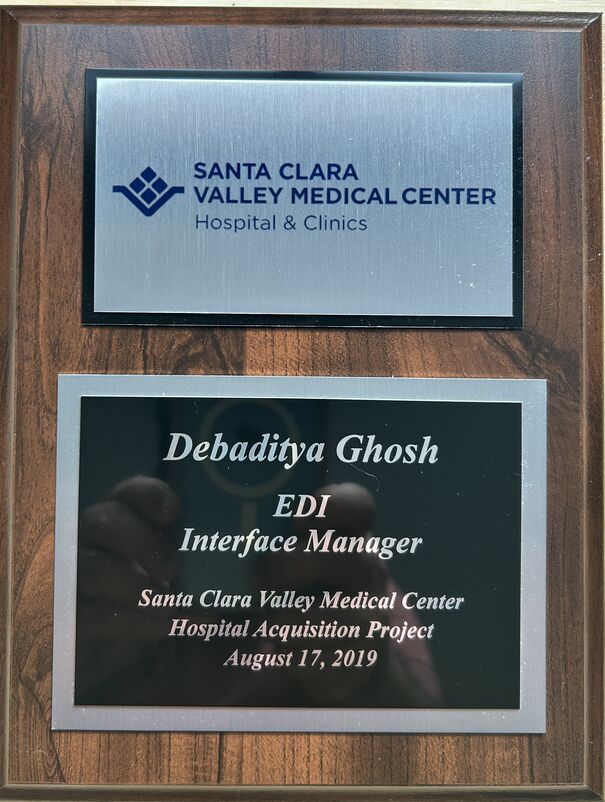 SANTA CLARA
VALLEY MEDICAL CENTER
Hospital & Clinics
Debaditya Ghosh
EDI
Interface Manager
Santa Clara Valley Medical Center
Hospital Acquisition Project
August 17, 2019